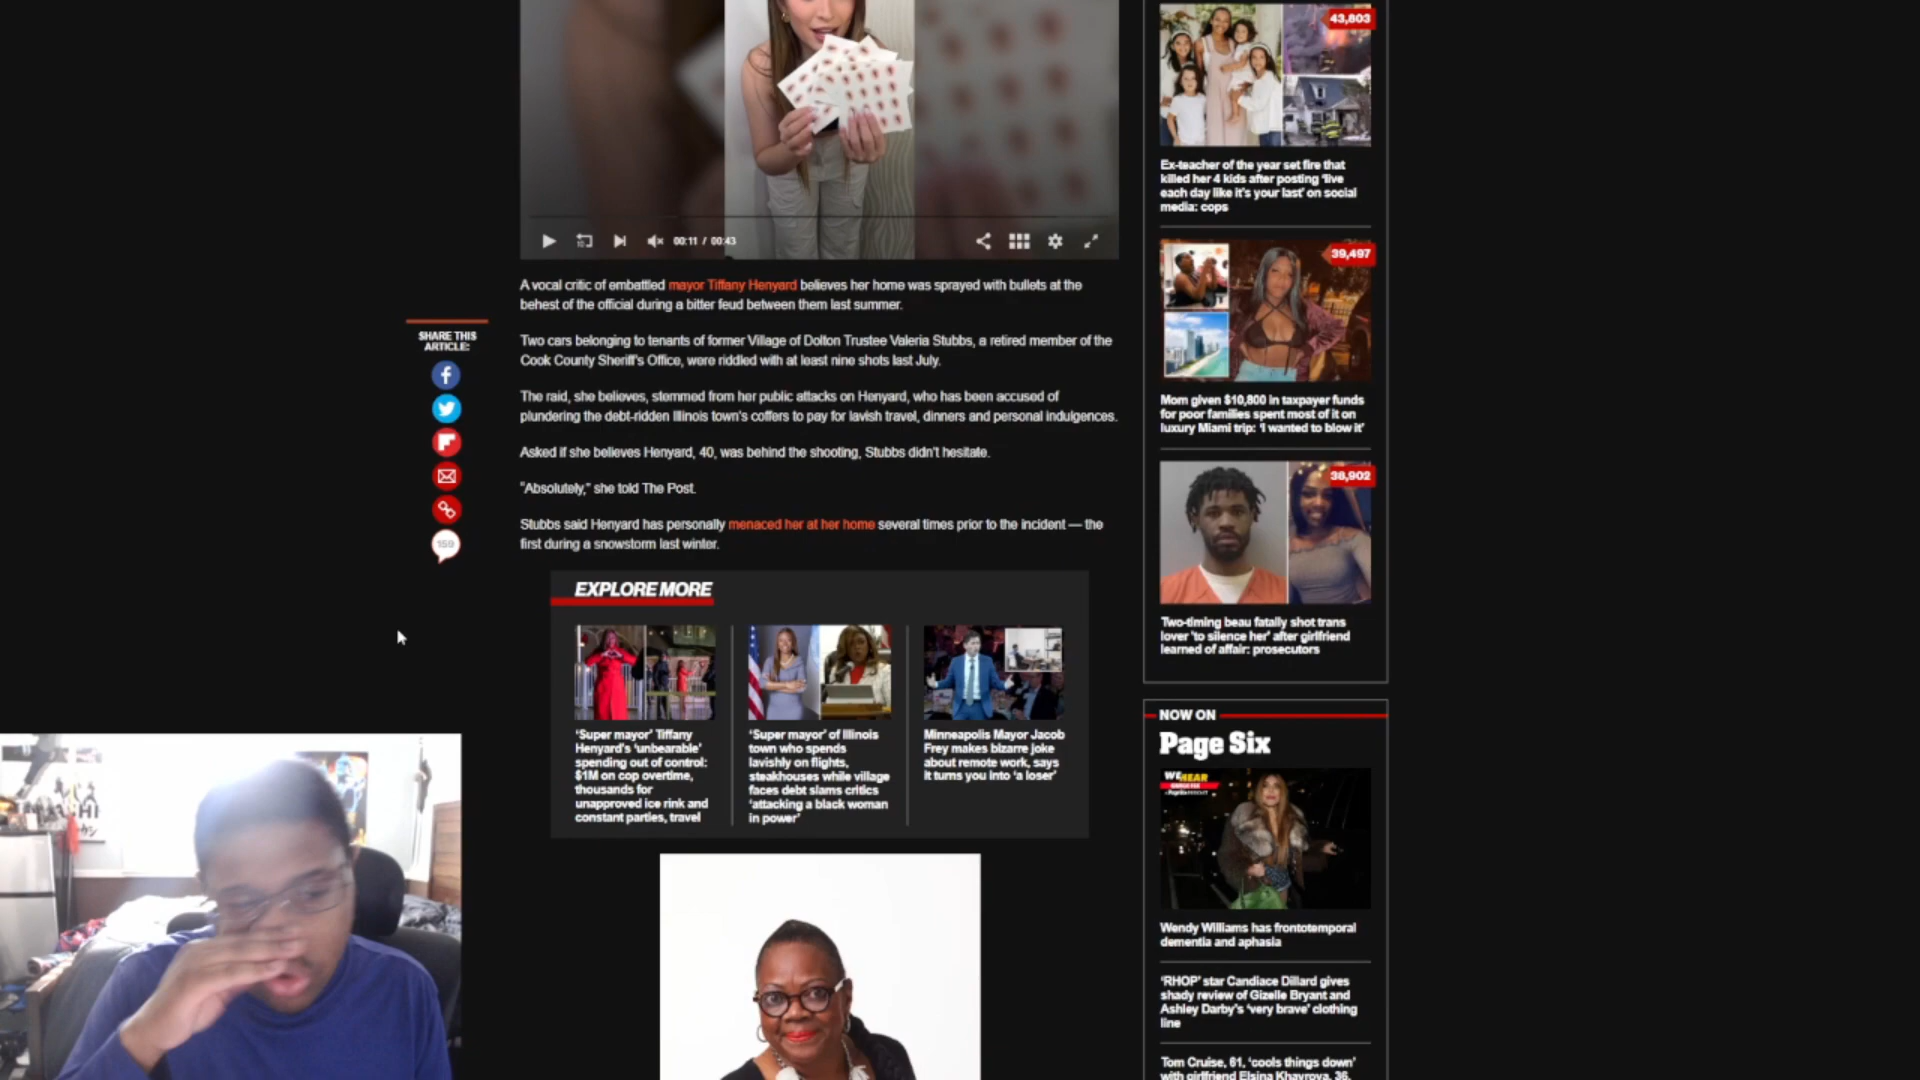 00:11 / 00:43
A vocal critic of embattled mayor Tiffany Henyard believes her home was sprayed with bullets at the
behest of the official during a bitter feud between them last summer.
Two cars belonging to tenants of former Village of Dolton Trustee Valeria Stubbs, a retired member of the
Cook County Sheriff's Office, were riddled with at least nine shots last July.
The raid, she believes, stemmed from her public attacks on Henyard, who has been accused of
plundering the debt-ridden Illinois town's coffers to pay for lavish travel, dinners and personal indulgences.
Asked if she believes Henyard, 40, was behind the shooting, Stubbs didn't hesitate.
"Absolutely," she told The Post.
Stubbs said Henyard has personally menaced her at her home several times prior to the incident — the
first during a snowstorm last winter.
SHARE THIS
ARTICLE:
159
EXPLORE MORE
'Super mayor' Tiffany
Henyard's 'unbearable'
spending out of control:
$1M on cop overtime,
thousands for
unapproved ice rink and
constant parties, travel
'Super mayor' of Illinois
town who spends
lavishly on flights,
steakhouses while village
faces debt slams critics
'attacking a black woman
in power'
Minneapolis Mayor Jacob
Frey makes bizarre joke
about remote work, says
it turns you into 'a loser'
43,803
Ex-teacher of the year set fire that
killed her 4 kids after posting 'live
each day like it's your last' on social
media: cops
39,497
Mom given $10,800 in taxpayer funds
for poor families spent most of it on
luxury Miami trip: 'I wanted to blow it'
38,902
Two-timing beau fatally shot trans
lover 'to silence her' after girlfriend
learned of affair: prosecutors
NOW ON
Page Six
WE HEAR
Wendy Williams has frontotemporal
dementia and aphasia
'RHOP' star Candiace Dillard gives
shady review of Gizelle Bryant and
Ashley Darby's 'very brave' clothing
line
Tom Cruise, 61, 'cools things down'
with girlfriend Elsina Khayrova, 36,